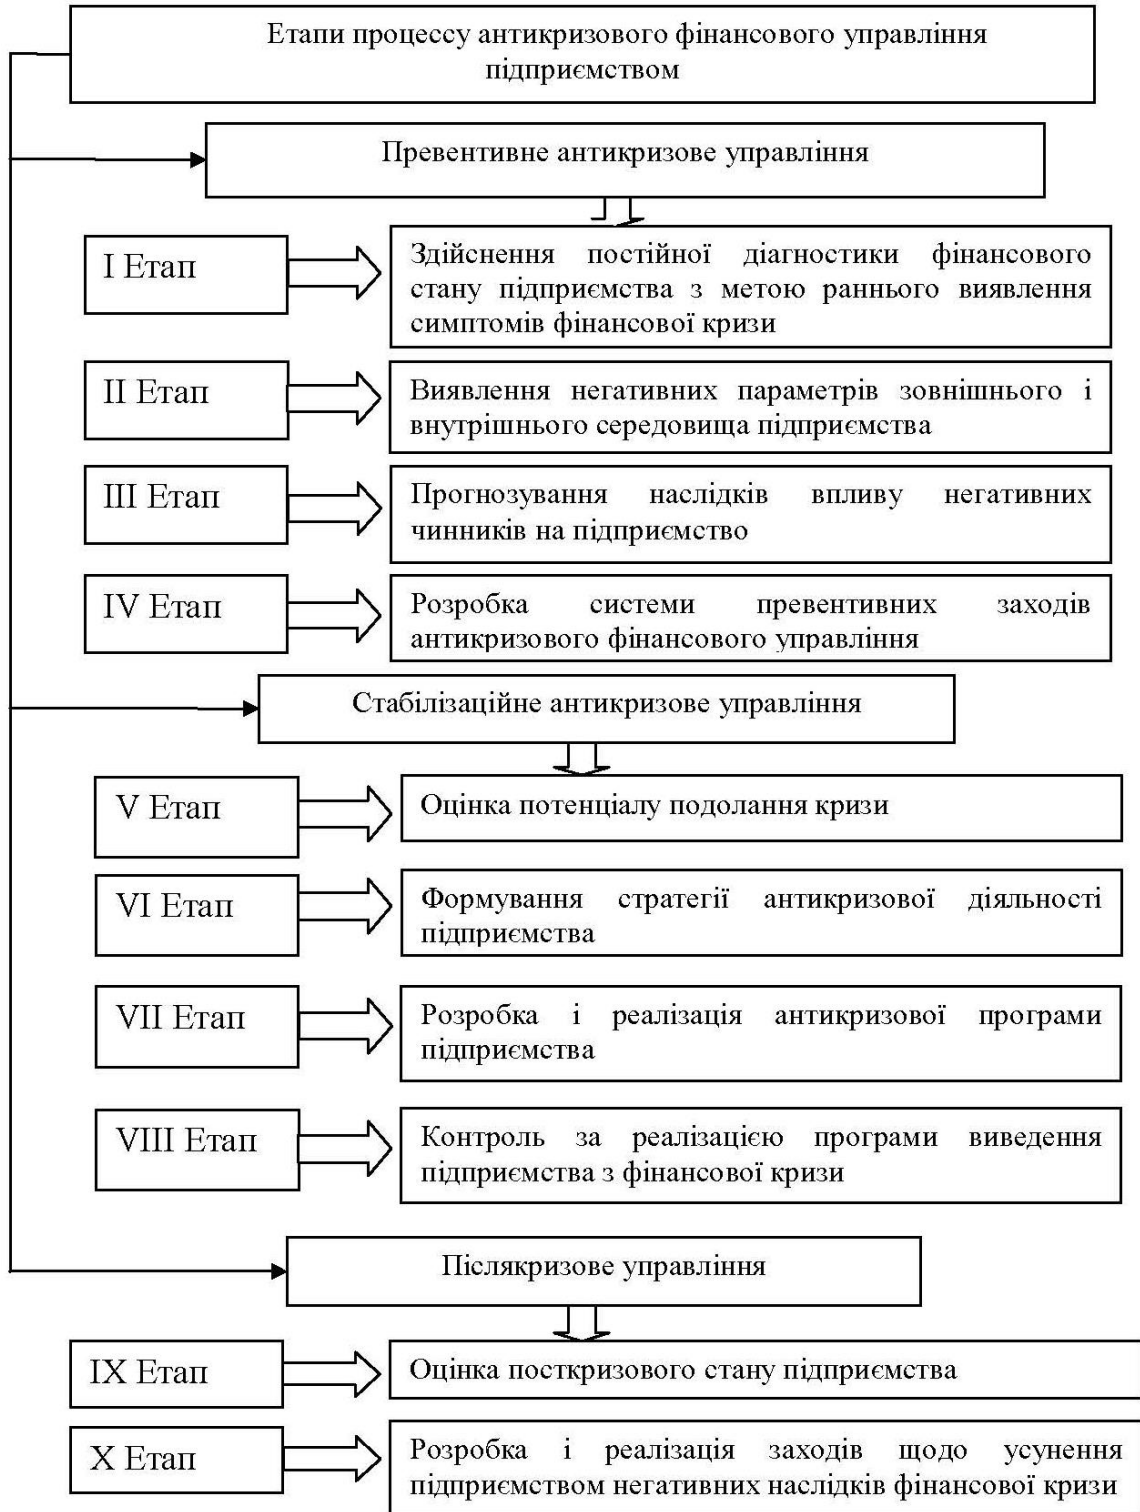 Етапи процессу антикризового фінансового управління
підприємством
Превентивне антикризове управління
І Етап
Здійснення постійної діагностики фінансового
стану підприємства з метою раннього виявлення
симптомів фінансової кризи
ІІ Етап
Виявлення негативних параметрів зовнішнього і
внутрішнього середовища підприємства
ІІІ Етап
Прогнозування наслідків впливу негативних
чинників на підприємство
IV Етап
Розробка системи превентивних заходів
антикризового фінансового управління
Стабілізаційне антикризове управління
V Етап
Оцінка потенціалу подолання кризи
VI Етап
Формування стратегії антикризової діяльності
підприємства
VII Етап
Розробка і реалізація антикризової програми
підприємства
VIII Етап
Контроль за реалізацією програми виведення
підприємства з фінансової кризи
Післякризове управління
IX Етап
Оцінка посткризового стану підприємства
X Етап
Розробка і реалізація заходів щодо усунення
підприємством негативних наслідків фінансової кризи